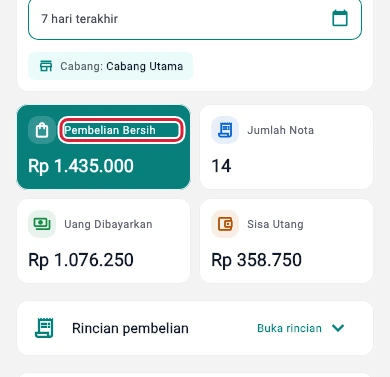 7 hari terakhir
Cabang: Cabang Utama
Pembelian Bersih
Jumlah Nota
Rp 1.435.000
14
Uang Dibayarkan
Sisa Utang
Rp 1.076.250
Rp 358.750
Rincian pembelian
Buka rincian